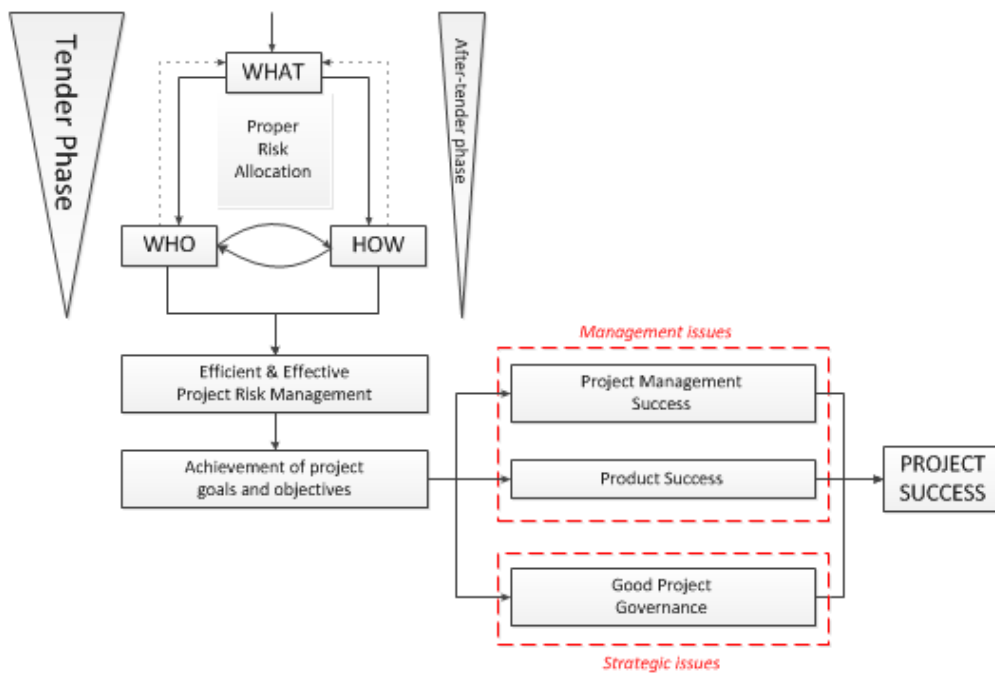 Tender Phase
WHAT
After-tender phase
Proper
Risk
Allocation
WHO
HOW
Management issues
Efficient & Effective
Project Risk Management
Project Management
Success
Achievement of project
goals and objectives
Product Success
PROJECT
SUCCESS
Good Project
Governance
Strategic issues